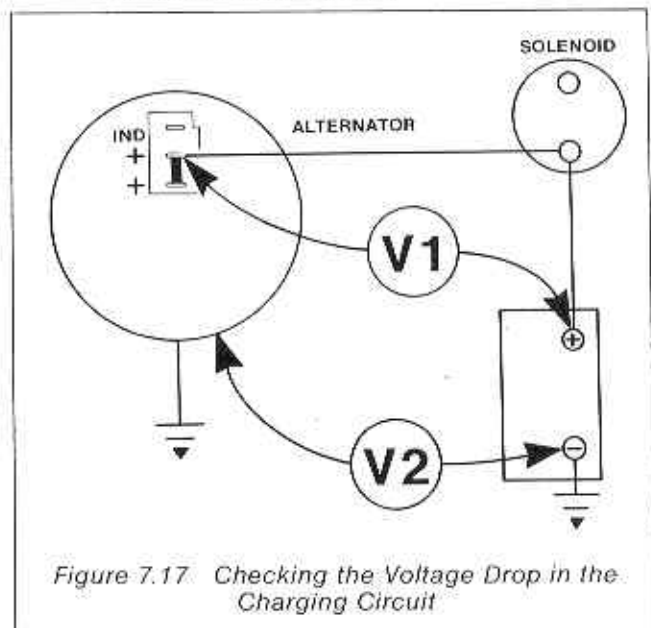 SOLENOID
ALTERNATOR
IND
+
+
V1
+
V2
−
Figure 7.17 Checking the Voltage Drop in the
Charging Circuit